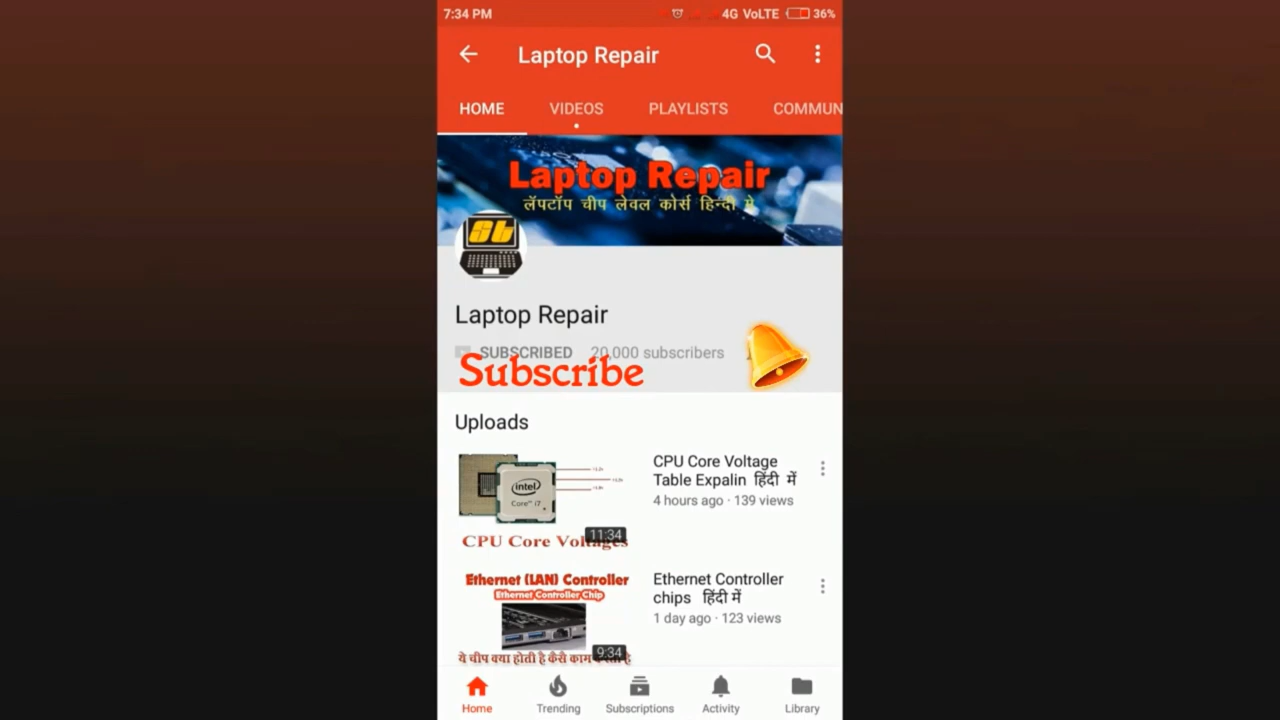 7:34 PM 4G VoLTE 36%
Laptop Repair
HOME VIDEOS PLAYLISTS COMMUN
Laptop Repair
लॅपटॉप चीप लेवल कोर्स हिन्दी मे
Laptop Repair
SUBSCRIBED 20,000 subscribers
Subscribe
Uploads
CPU Core Voltage
Table Expalin हिंदी में
4 hours ago · 139 views
intel
Core i7
11:34
CPU Core Voltages
Ethernet (LAN) Controller
Ethernet Controller Chip
Ethernet Controller
chips हिंदी में
1 day ago · 123 views
9:34
ये चीप क्या होती है कैसे काम करती है
Home Trending Subscriptions Activity Library